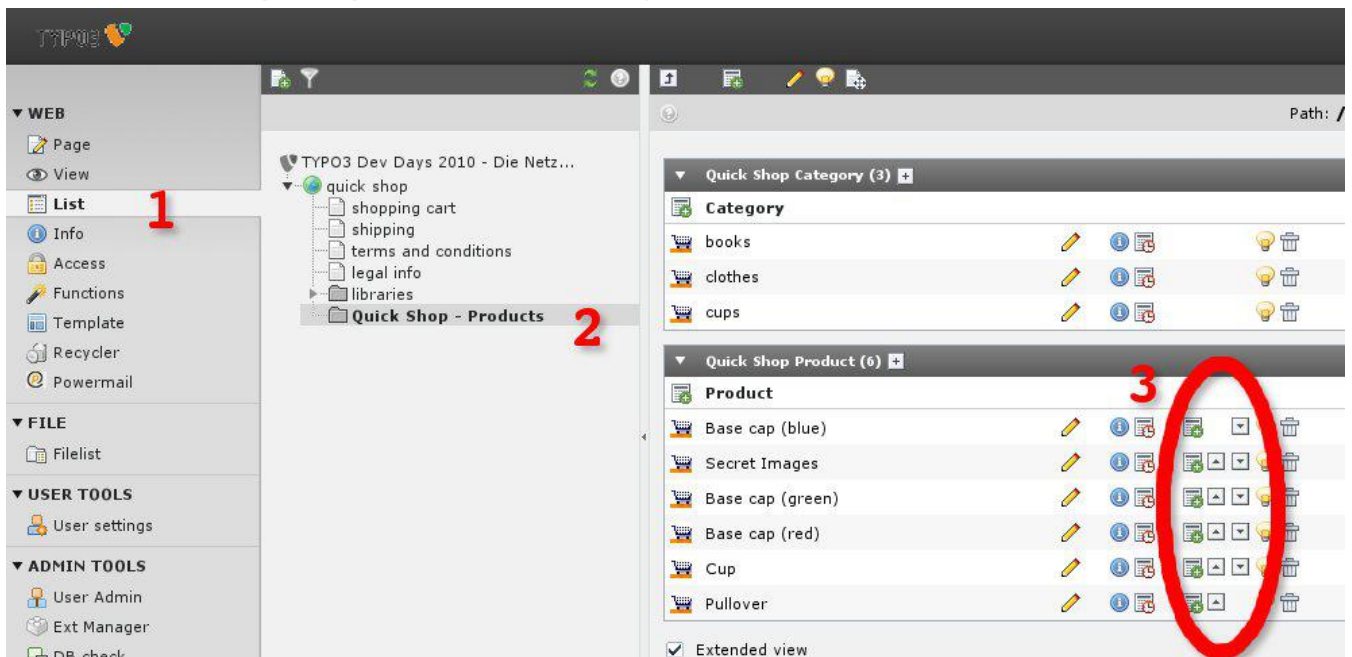 TYPO3
WEB
Page
View
List
1
Info
Access
Functions
Template
Recycler
Powermail
FILE
Filelist
USER TOOLS
User settings
ADMIN TOOLS
User Admin
Ext Manager
DB check
TYPO3 Dev Days 2010 - Die Netz...
quick shop
shopping cart
shipping
terms and conditions
legal info
libraries
Quick Shop - Products
2
Path: /
Quick Shop Category (3)
Category
books
clothes
cups
Quick Shop Product (6)
3
Product
Base cap (blue)
Secret Images
Base cap (green)
Base cap (red)
Cup
Pullover
Extended view